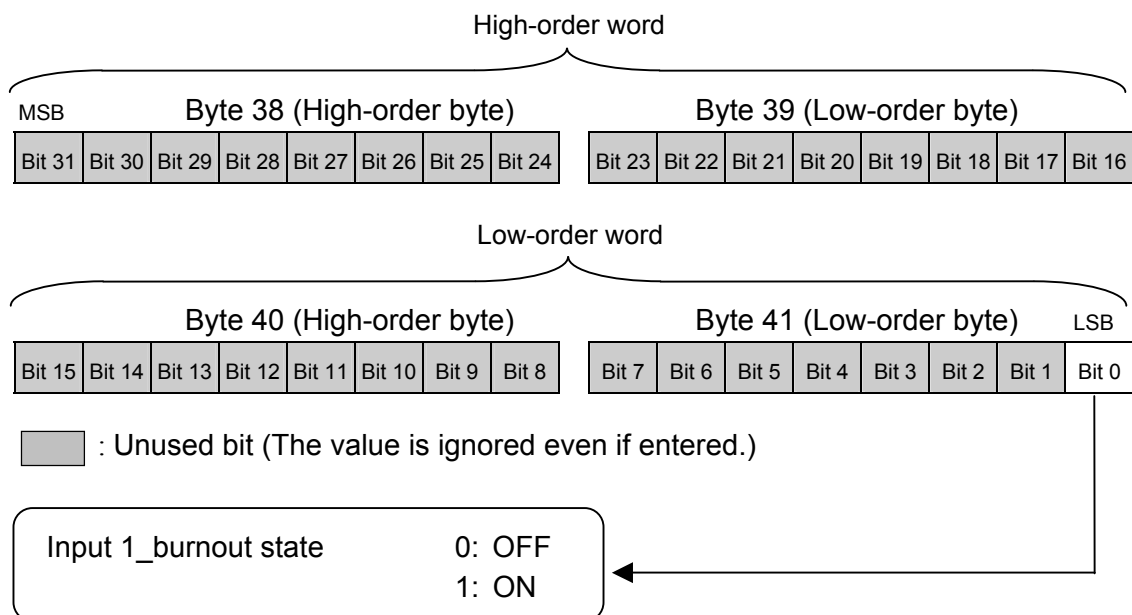 High-order word
MSB Byte 38 (High-order byte) Byte 39 (Low-order byte)
Bit 31 Bit 30 Bit 29 Bit 28 Bit 27 Bit 26 Bit 25 Bit 24 Bit 23 Bit 22 Bit 21 Bit 20 Bit 19 Bit 18 Bit 17 Bit 16
Low-order word
Byte 40 (High-order byte) Byte 41 (Low-order byte) LSB
Bit 15 Bit 14 Bit 13 Bit 12 Bit 11 Bit 10 Bit 9 Bit 8 Bit 7 Bit 6 Bit 5 Bit 4 Bit 3 Bit 2 Bit 1 Bit 0
: Unused bit (The value is ignored even if entered.)
Input 1_burnout state 0: OFF
1: ON